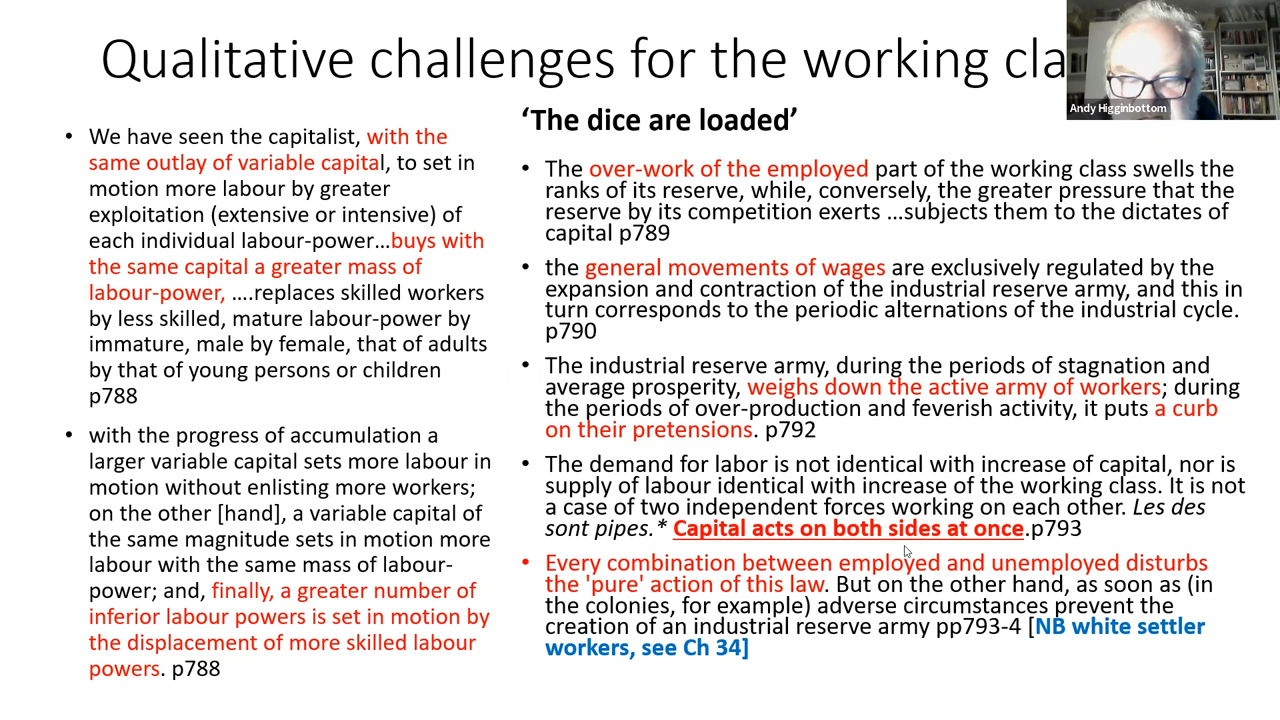 Qualitative challenges for the working cla
Andy Higginbottom
• We have seen the capitalist, with the
same outlay of variable capital, to set in
motion more labour by greater
exploitation (extensive or intensive) of
each individual labour-power…buys with
the same capital a greater mass of
labour-power, ….replaces skilled workers
by less skilled, mature labour-power by
immature, male by female, that of adults
by that of young persons or children
p788
• with the progress of accumulation a
larger variable capital sets more labour in
motion without enlisting more workers;
on the other [hand], a variable capital of
the same magnitude sets in motion more
labour with the same mass of labour-
power; and, finally, a greater number of
inferior labour powers is set in motion by
the displacement of more skilled labour
powers. p788
‘The dice are loaded’
• The over-work of the employed part of the working class swells the
ranks of its reserve, while, conversely, the greater pressure that the
reserve by its competition exerts …subjects them to the dictates of
capital p789
• the general movements of wages are exclusively regulated by the
expansion and contraction of the industrial reserve army, and this in
turn corresponds to the periodic alternations of the industrial cycle.
p790
• The industrial reserve army, during the periods of stagnation and
average prosperity, weighs down the active army of workers; during
the periods of over-production and feverish activity, it puts a curb
on their pretensions. p792
• The demand for labor is not identical with increase of capital, nor is
supply of labour identical with increase of the working class. It is not
a case of two independent forces working on each other. Les des
sont pipes.* Capital acts on both sides at once.p793
• Every combination between employed and unemployed disturbs
the 'pure' action of this law. But on the other hand, as soon as (in
the colonies, for example) adverse circumstances prevent the
creation of an industrial reserve army pp793-4 [NB white settler
workers, see Ch 34]